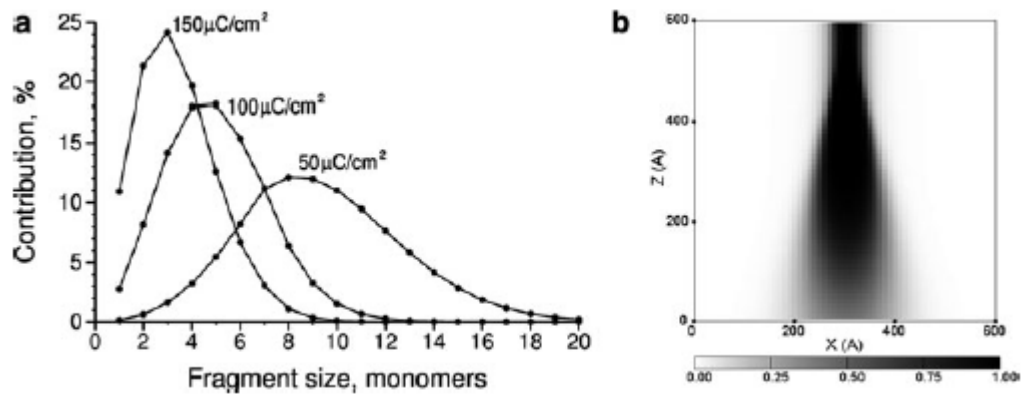 a
150µC/cm²
100µC/cm²
50µC/cm²
Contribution, %
25
20
15
10
5
0
0 2 4 6 8 10 12 14 16 18 20
Fragment size, monomers
b
600
400
200
0
Z (A)
0 200 400 600
X (A)
0.00 0.25 0.50 0.75 1.00